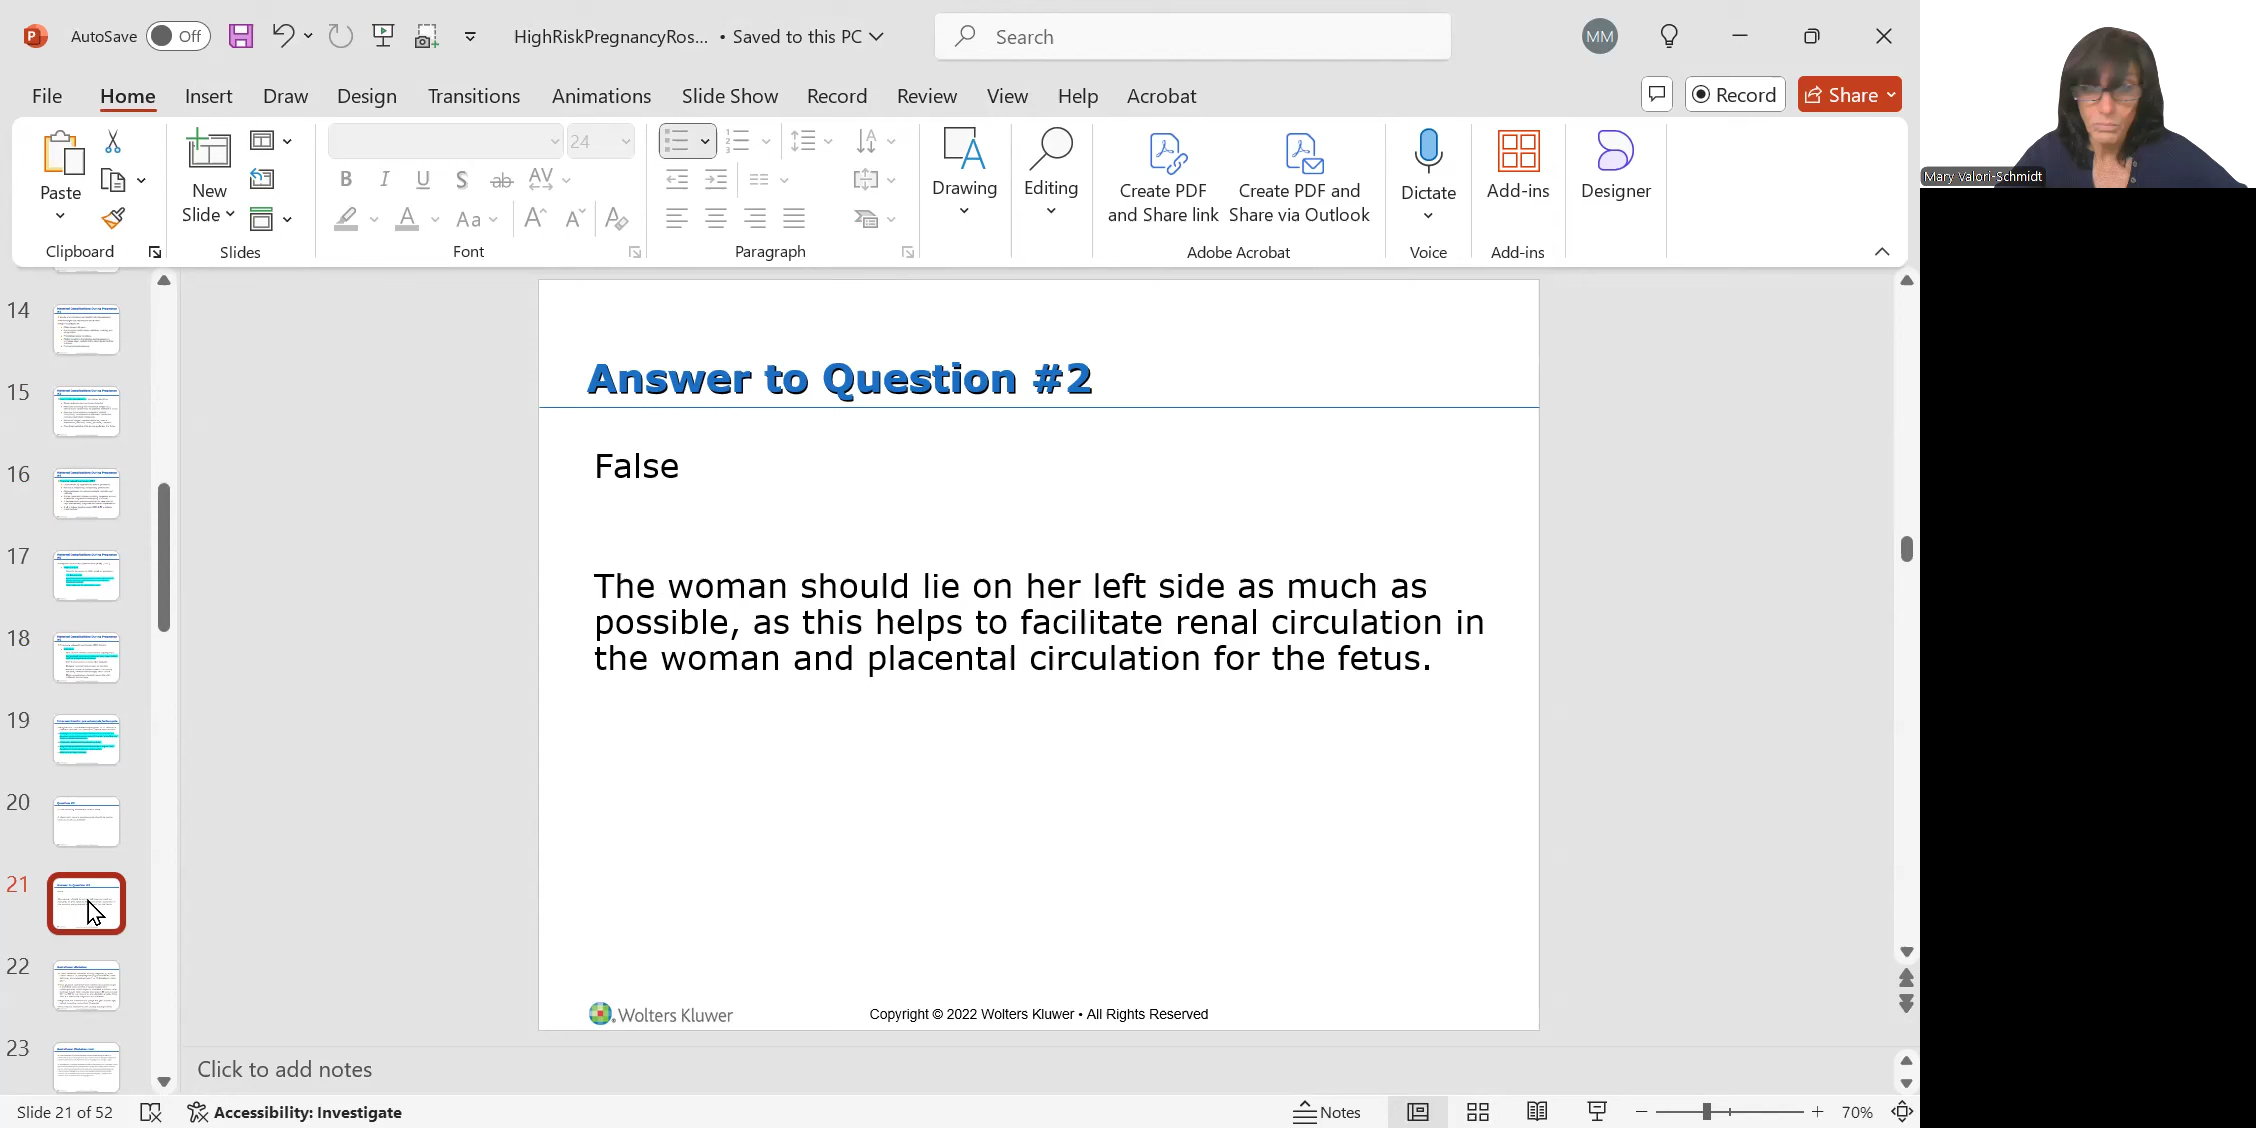 AutoSave Off HighRiskPregnancyRos... • Saved to this PC Search MM
File Home Insert Draw Design Transitions Animations Slide Show Record Review View Help Acrobat Record Share
Paste
New
Slide
24
B I U S ab AV
A Aa A A A
Drawing
Editing
Create PDF
and Share link
Create PDF and
Share via Outlook
Dictate
Add-ins
Designer
Clipboard Slides Font Paragraph Adobe Acrobat Voice Add-ins
Mary Valori-Schmidt
14
15
16
17
18
19
20
21
22
23
Answer to Question #2
False
The woman should lie on her left side as much as
possible, as this helps to facilitate renal circulation in
the woman and placental circulation for the fetus.
Wolters Kluwer
Copyright © 2022 Wolters Kluwer • All Rights Reserved
Click to add notes
Slide 21 of 52 Accessibility: Investigate Notes 70%